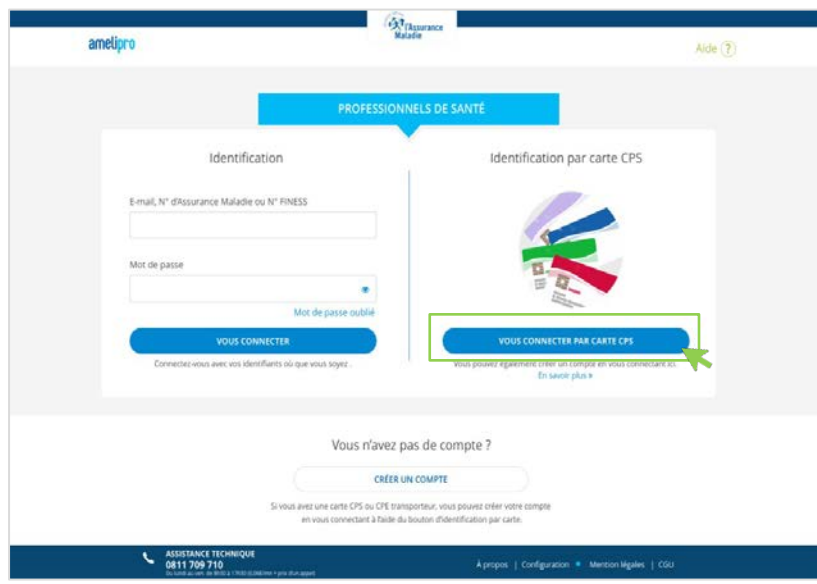 l'Assurance
Maladie
amelipro
Aide ?
PROFESSIONNELS DE SANTÉ
Identification
Identification par carte CPS
E-mail, N° d'Assurance Maladie ou N° FINESS
Mot de passe
Mot de passe oublié
VOUS CONNECTER
VOUS CONNECTER PAR CARTE CPS
Connectez-vous avec vos identifiants où que vous soyez .
Vous pouvez également créer un compte en vous connectant ici.
En savoir plus »
Vous n'avez pas de compte ?
CRÉER UN COMPTE
Si vous avez une carte CPS ou CPE transporteur, vous pouvez créer votre compte
en vous connectant à l'aide du bouton d'identification par carte.
ASSISTANCE TECHNIQUE
0811 709 710
À propos | Configuration Mention légales | CGU